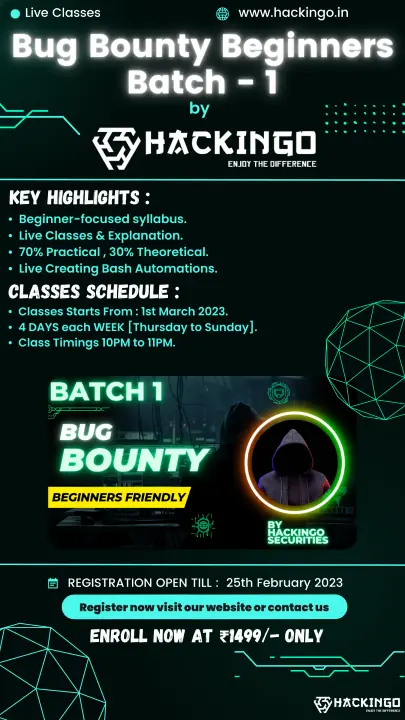 Live Classes
www.hackingo.in
Bug Bounty Beginners
Batch - 1
by
HACKINGO
ENJOY THE DIFFERENCE
KEY HIGHLIGHTS :
• Beginner-focused syllabus.
• Live Classes & Explanation.
• 70% Practical , 30% Theoretical.
• Live Creating Bash Automations.
CLASSES SCHEDULE :
• Classes Starts From : 1st March 2023.
• 4 DAYS each WEEK [Thursday to Sunday].
• Class Timings 10PM to 11PM.
BATCH 1
BUG
BOUNTY
BEGINNERS FRIENDLY
BY
HACKINGO
SECURITIES
REGISTRATION OPEN TILL : 25th February 2023
Register now visit our website or contact us
ENROLL NOW AT ₹1499/- ONLY
HACKINGO
ENJOY THE DIFFERENCE